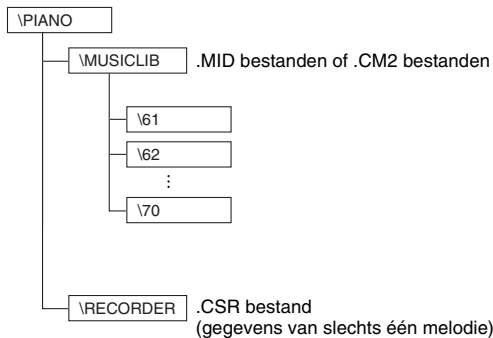 \PIANO
\MUSICLIB .MID bestanden of .CM2 bestanden
\61
\62
⋮
\70
\RECORDER .CSR bestand
(gegevens van slechts één melodie)